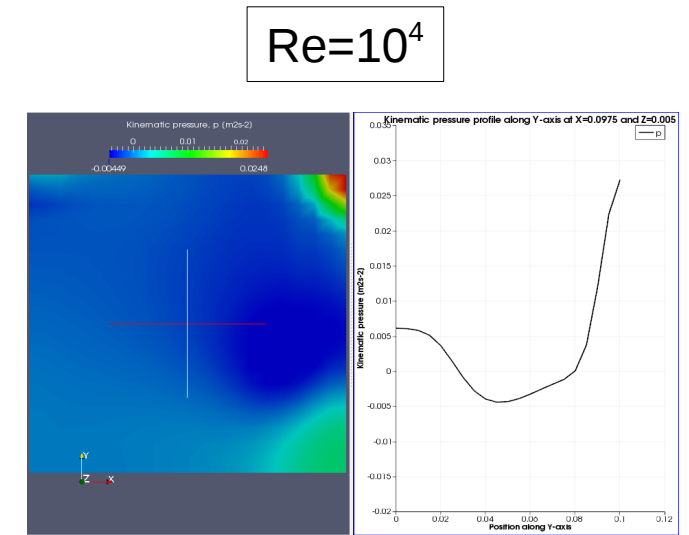 Re=10⁴
Kinematic pressure, p [m2s-2]
0 0.01 0.02
-0.00449 0.0248
Y
Z X
Kinematic pressure profile along Y-axis at X=0.0975 and Z=0.005
p
Kinematic pressure (m2s-2)
0.035
0.03
0.025
0.02
0.015
0.01
0.005
0
-0.005
-0.01
-0.015
-0.02
0 0.02 0.04 0.06 0.08 0.1 0.12
Position along Y-axis